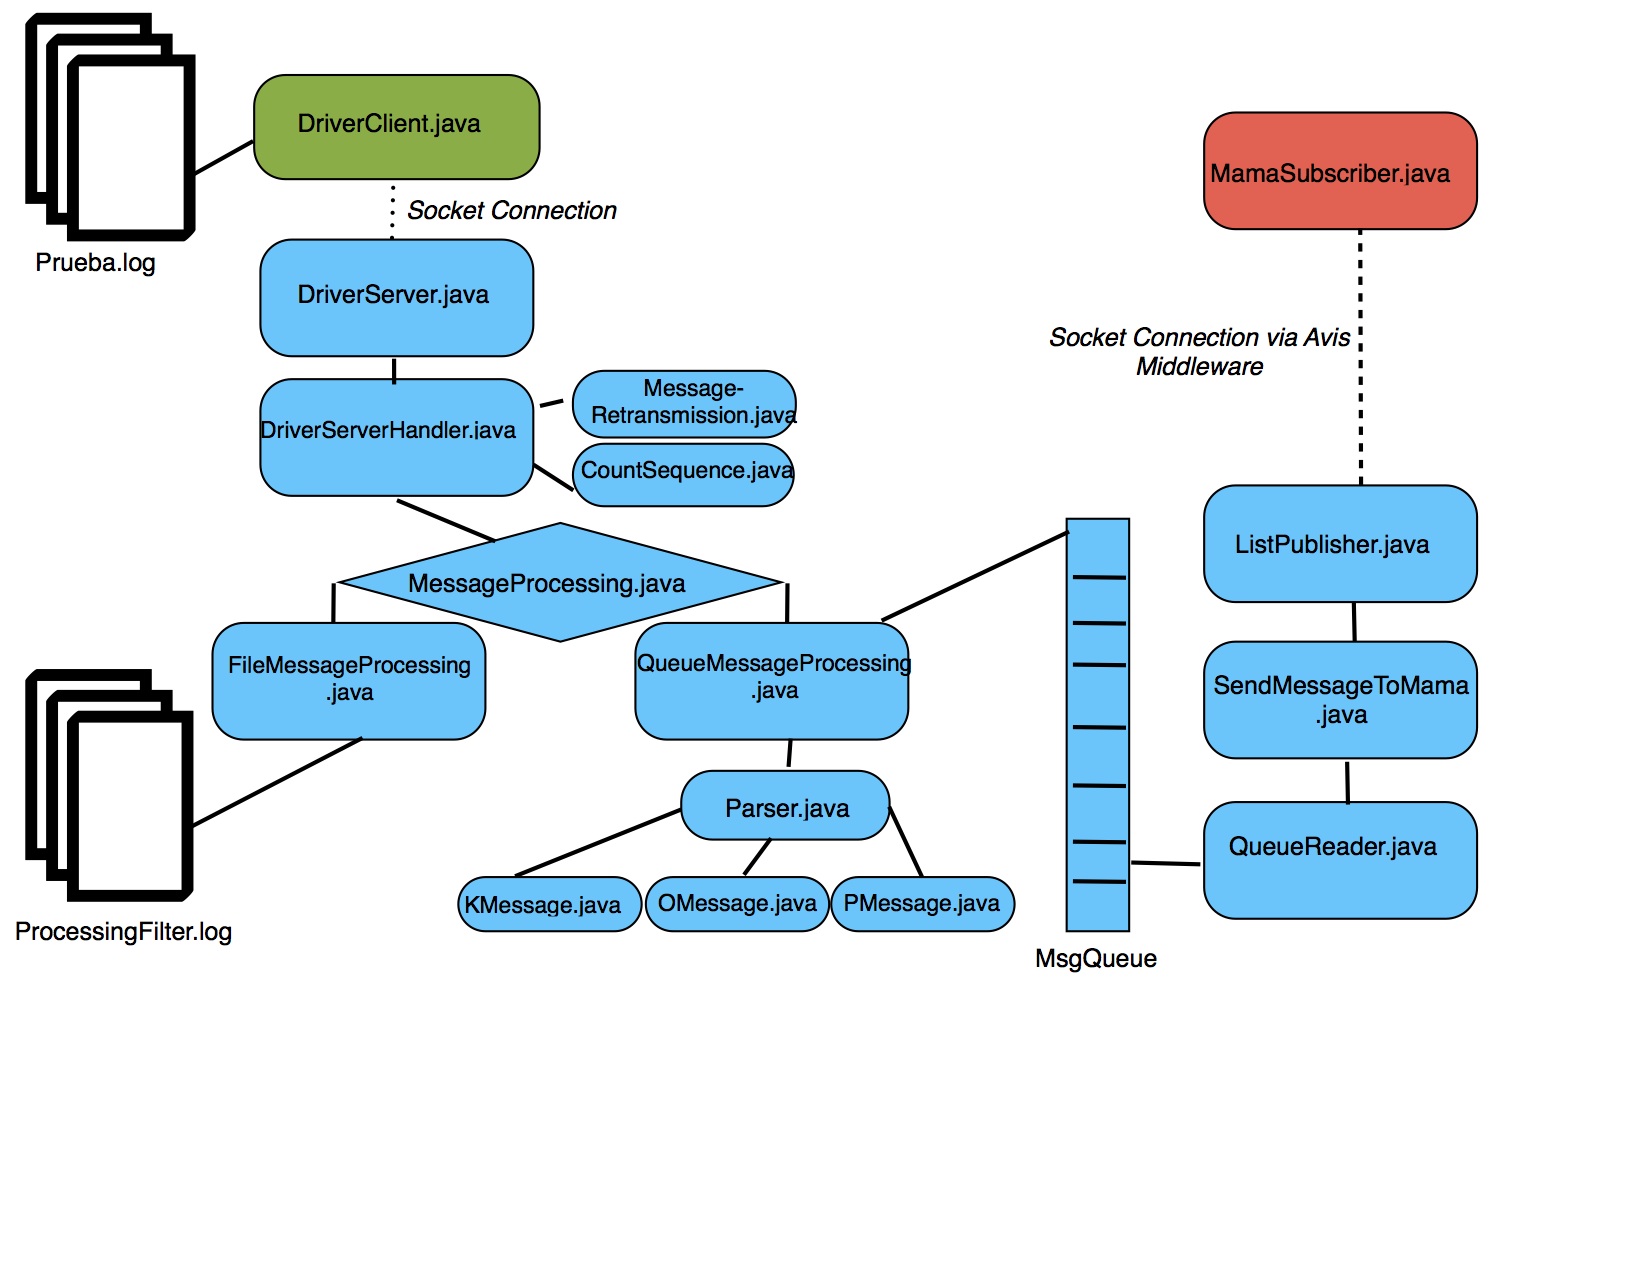 DriverClient.java
MamaSubscriber.java
Socket Connection
Prueba.log
DriverServer.java
Socket Connection via Avis
Middleware
Message-
Retransmission.java
DriverServerHandler.java
CountSequence.java
ListPublisher.java
MessageProcessing.java
FileMessageProcessing
.java
QueueMessageProcessing
.java
SendMessageToMama
.java
Parser.java
QueueReader.java
KMessage.java
OMessage.java
PMessage.java
ProcessingFilter.log
MsgQueue